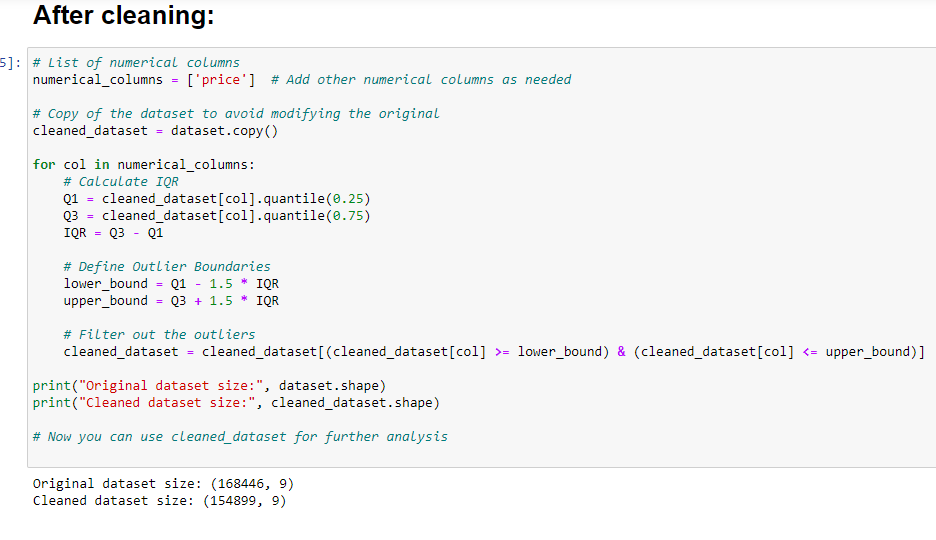 After cleaning:
5]:
# List of numerical columns
numerical_columns = ['price']  # Add other numerical columns as needed
# Copy of the dataset to avoid modifying the original
cleaned_dataset = dataset.copy()
for col in numerical_columns:
    # Calculate IQR
    Q1 = cleaned_dataset[col].quantile(0.25)
    Q3 = cleaned_dataset[col].quantile(0.75)
    IQR = Q3 - Q1
    # Define Outlier Boundaries
    lower_bound = Q1 - 1.5 * IQR
    upper_bound = Q3 + 1.5 * IQR
    # Filter out the outliers
    cleaned_dataset = cleaned_dataset[(cleaned_dataset[col] >= lower_bound) & (cleaned_dataset[col] <= upper_bound)]
print("Original dataset size:", dataset.shape)
print("Cleaned dataset size:", cleaned_dataset.shape)
# Now you can use cleaned_dataset for further analysis
Original dataset size: (168446, 9)
Cleaned dataset size: (154899, 9)